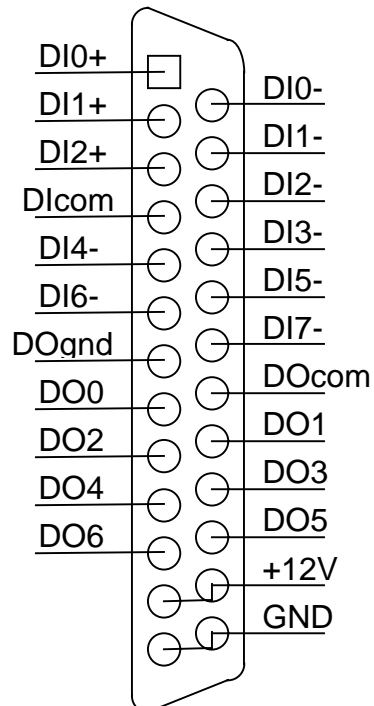 DI0+
DI0-
DI1+
DI1-
DI2+
DI2-
DIcom
DI3-
DI4-
DI5-
DI6-
DI7-
DOgnd
DOcom
DO0
DO1
DO2
DO3
DO4
DO5
DO6
+12V
GND